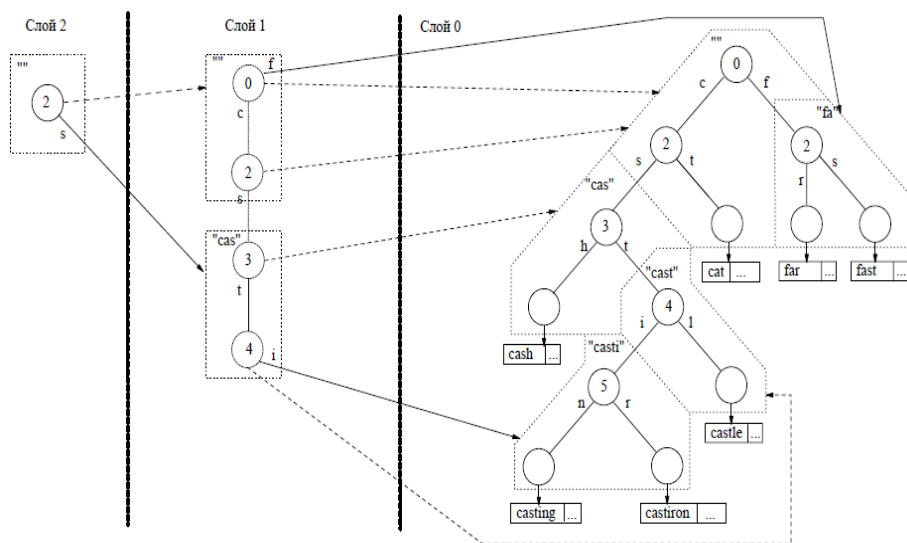 Слой 2
Слой 1
Слой 0
""
2
s
""
f
0
c
2
s
"cas"
3
t
4
i
""
0
c
f
"fa"
2
s
t
2
r
s
"cas"
3
h
t
"cast"
4
i
l
cat ...
far ...
fast ...
cash ...
"casti"
5
n
r
castle ...
casting ...
castiron ...